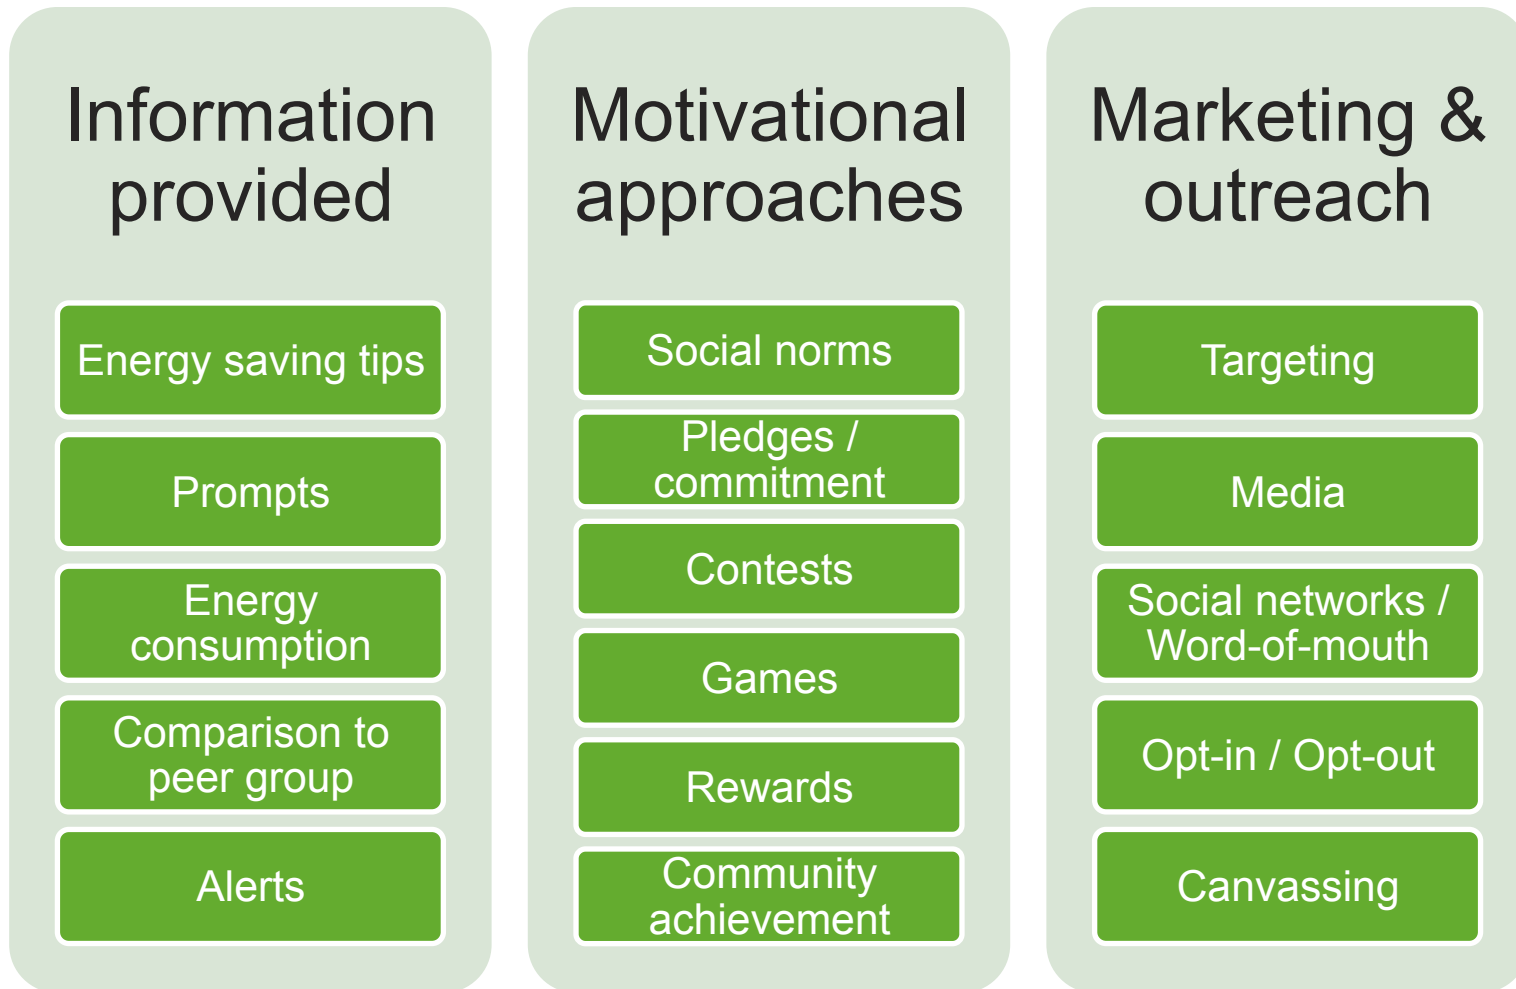 Information
provided
Energy saving tips
Prompts
Energy
consumption
Comparison to
peer group
Alerts
Motivational
approaches
Social norms
Pledges /
commitment
Contests
Games
Rewards
Community
achievement
Marketing &
outreach
Targeting
Media
Social networks /
Word-of-mouth
Opt-in / Opt-out
Canvassing